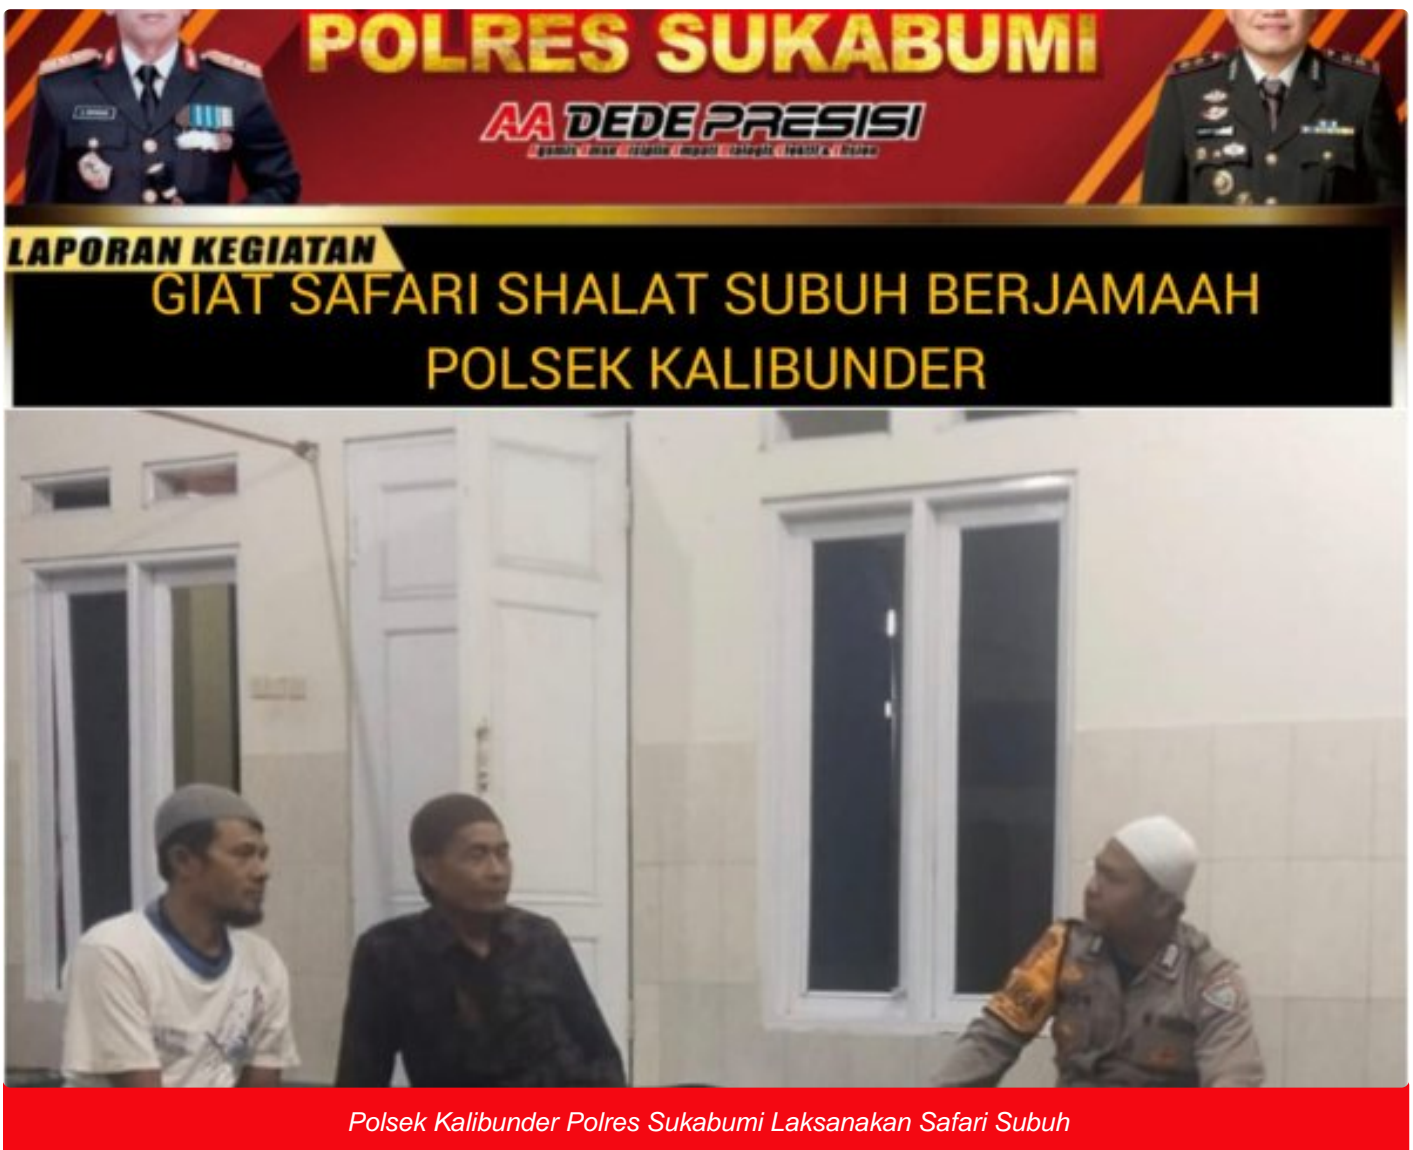 POLRES SUKABUMI
AA DEDE PRESISI
LAPORAN KEGIATAN
GIAT SAFARI SHALAT SUBUH BERJAMAAH
POLSEK KALIBUNDER
Polsek Kalibunder Polres Sukabumi Laksanakan Safari Subuh